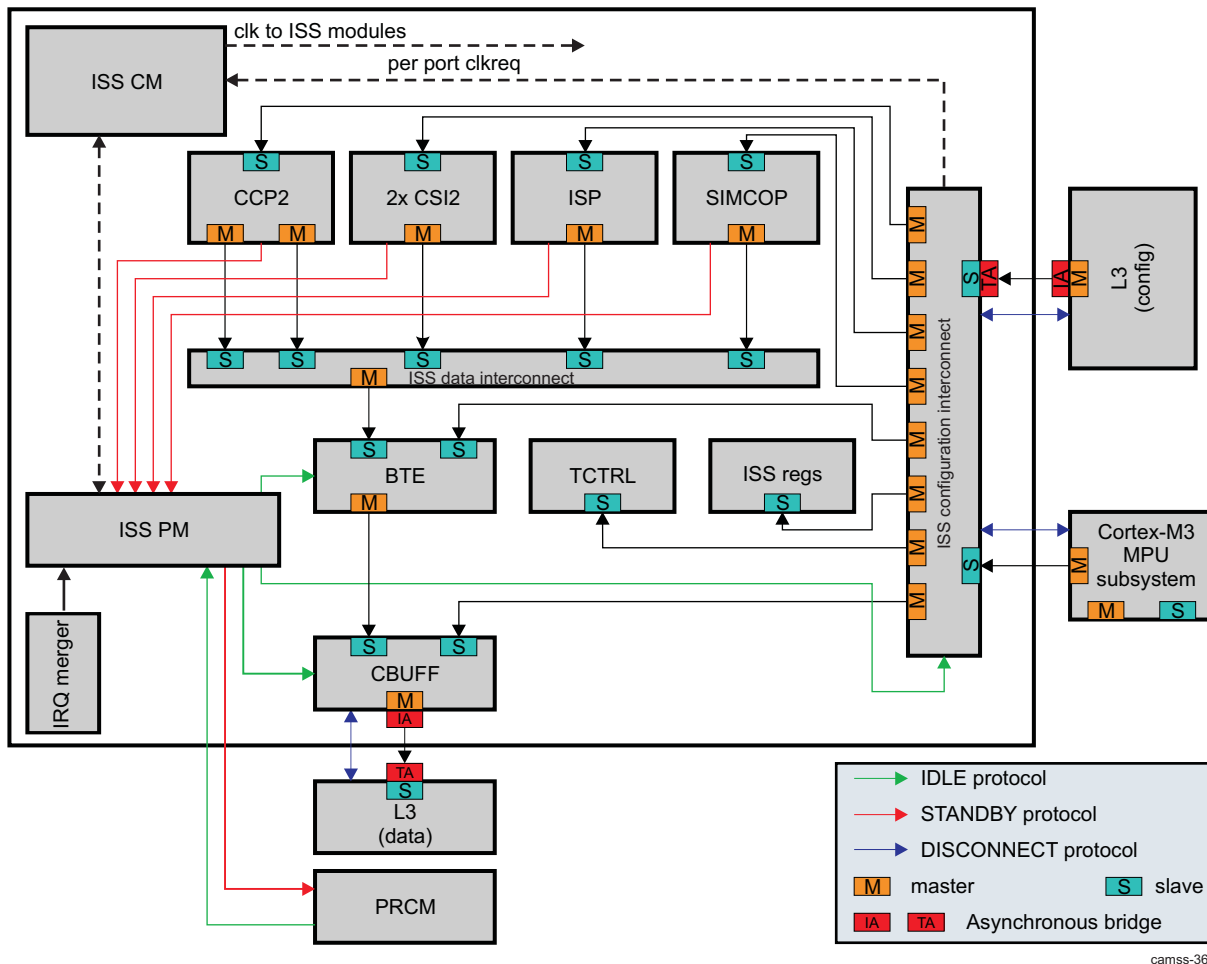 clk to ISS modules
ISS CM
per port clkreq
S S S S
CCP2 2x CSI2 ISP SIMCOP
M M M M M
M
M
M
M
M
M
M
M
ISS configuration interconnect
S TA
IA M
L3
(config)
S S S S S
M ISS data interconnect
S S
BTE
M
TCTRL
S
ISS regs
S
ISS PM
S
M
Cortex-M3
MPU
subsystem
M S
IRQ merger
S S
CBUFF
M
IA
TA
S
L3
(data)
PRCM
IDLE protocol
STANDBY protocol
DISCONNECT protocol
M master S slave
IA TA Asynchronous bridge
camss-36